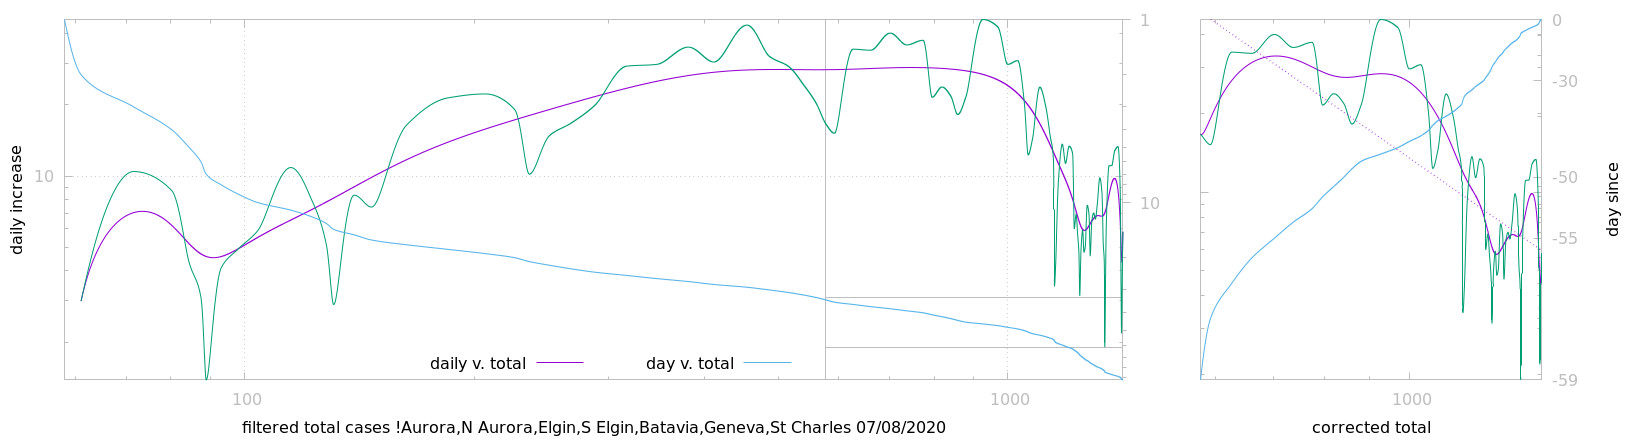 1
0
daily increase
10
10
-30
-50
-55
-59
day since
daily v. total
day v. total
100
1000
1000
filtered total cases !Aurora,N Aurora,Elgin,S Elgin,Batavia,Geneva,St Charles 07/08/2020
corrected total